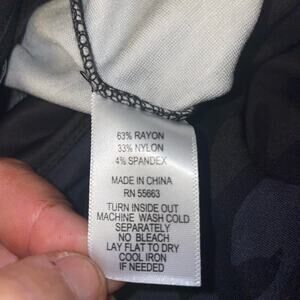 63% RAYON
33% NYLON
4% SPANDEX
MADE IN CHINA
RN 55663
TURN INSIDE OUT
MACHINE WASH COLD
SEPARATELY
NO BLEACH
LAY FLAT TO DRY
COOL IRON
IF NEEDED